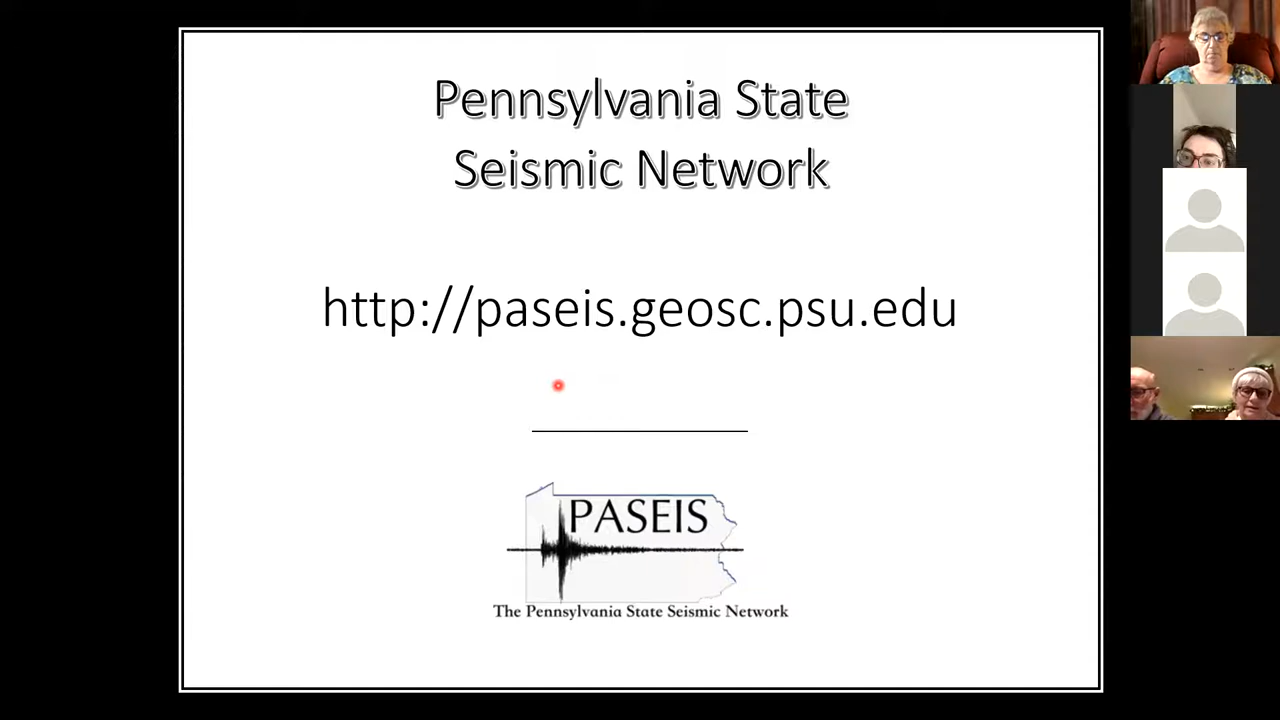 Pennsylvania State
Seismic Network
http://paseis.geosc.psu.edu
PASEIS
The Pennsylvania State Seismic Network